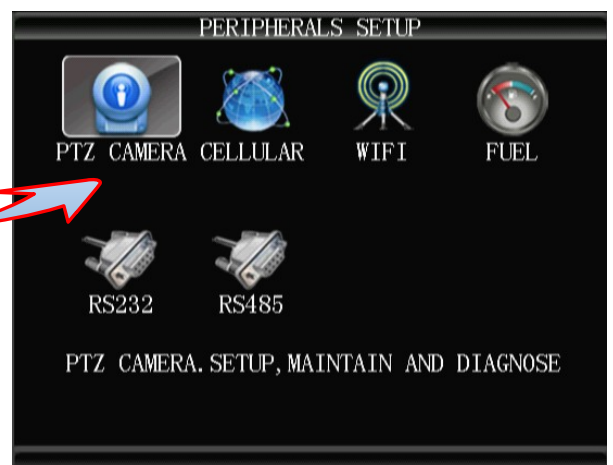 PERIPHERALS SETUP
PTZ CAMERA CELLULAR WIFI FUEL
RS232 RS485
PTZ CAMERA.SETUP,MAINTAIN AND DIAGNOSE